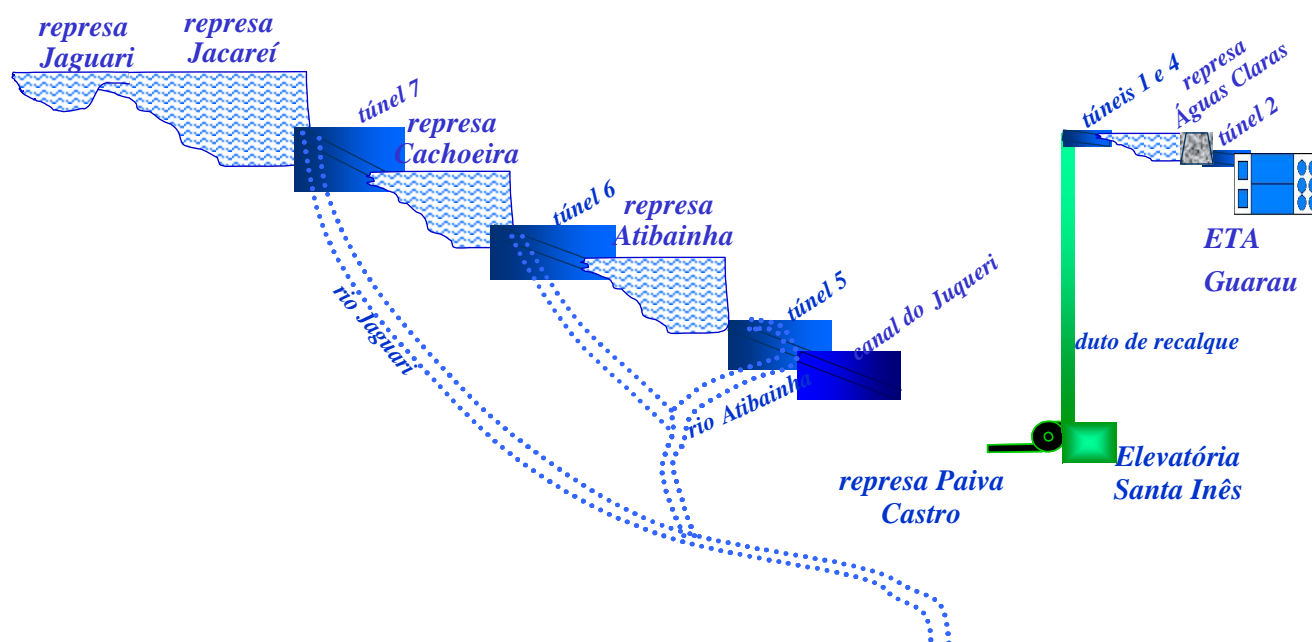 represa
Jaguari
represa
Jacareí
túnel 7
represa
Cachoeira
túnel 6
represa
Atibainha
túnel 5
canal do Juqueri
rio Jaguari
rio Atibainha
represa Paiva
Castro
túneis 1 e 4
represa
Águas Claras
túnel 2
ETA
Guarau
duto de recalque
Elevatória
Santa Inês